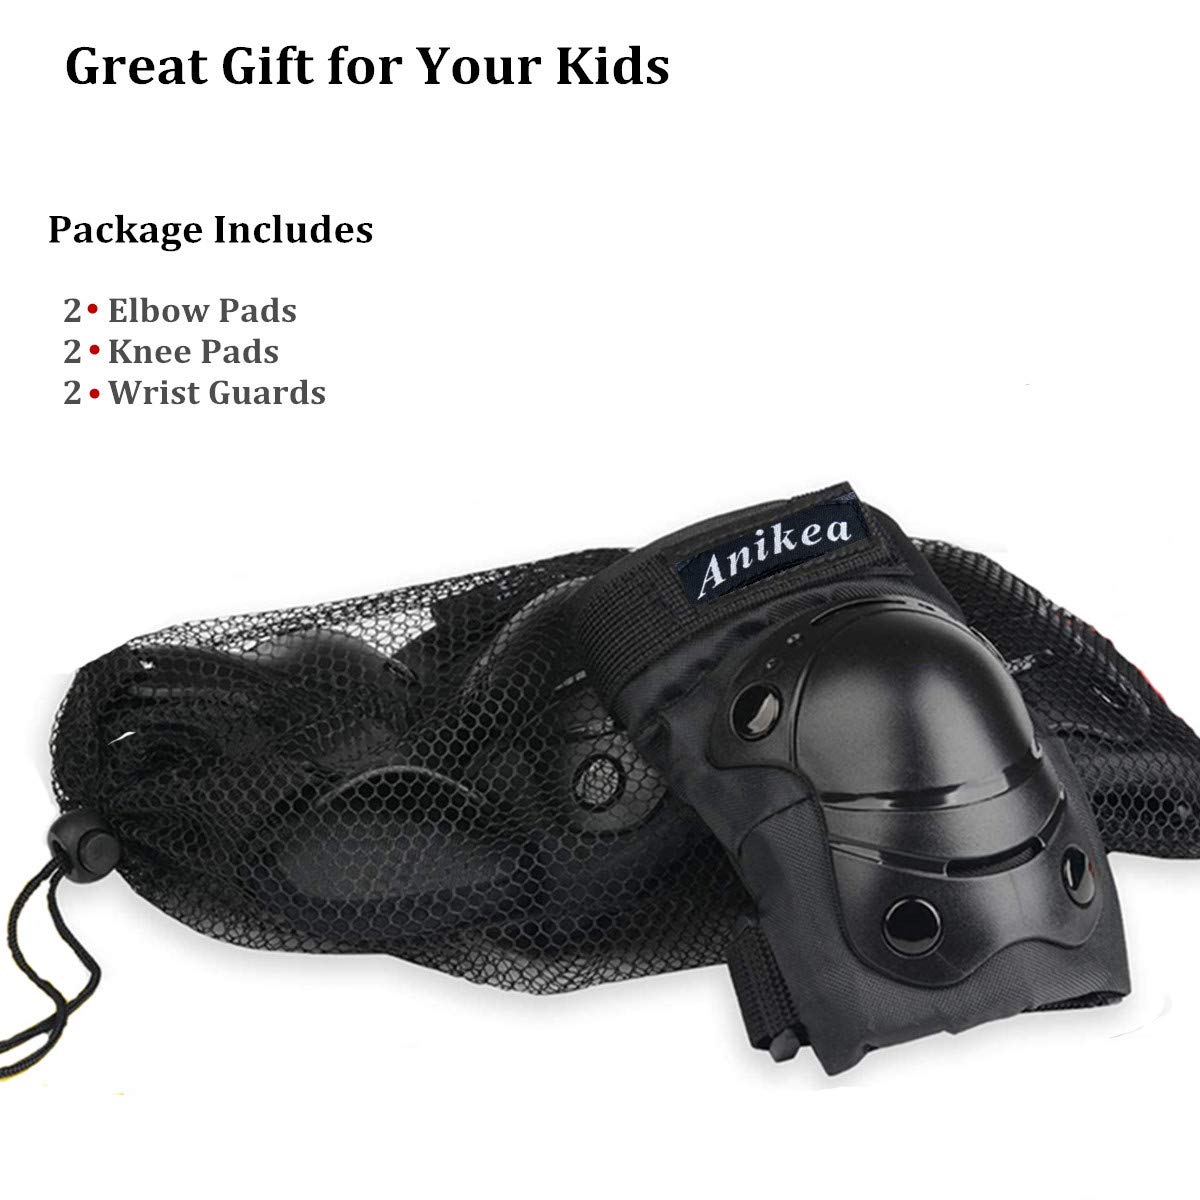 Great Gift for Your Kids
Package Includes
2• Elbow Pads
2• Knee Pads
2• Wrist Guards
Anikea